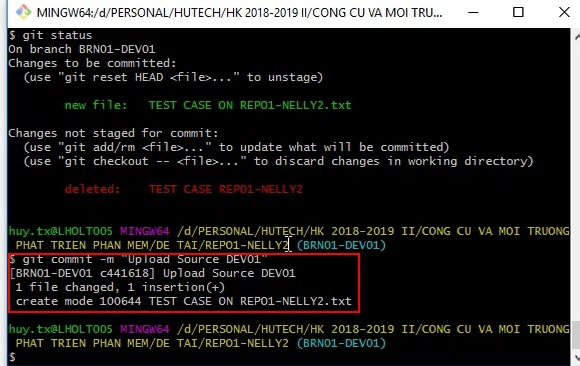 MINGW64:/d/PERSONAL/HUTECH/HK 2018-2019 II/CONG CU VA MOI TRUO
$ git status
On branch BRN01-DEV01
Changes to be committed:
  (use "git reset HEAD <file>..." to unstage)
        new file:   TEST CASE ON REPO1-NELLY2.txt
Changes not staged for commit:
  (use "git add/rm <file>..." to update what will be committed)
  (use "git checkout -- <file>..." to discard changes in working directory)
        deleted:    TEST CASE REPO1-NELLY2
huy.tx@LHOLT005 MINGW64 /d/PERSONAL/HUTECH/HK 2018-2019 II/CONG CU VA MOI TRUONG
 PHAT TRIEN PHAN MEM/DE TAI/REPO1-NELLY2 (BRN01-DEV01)
$ git commit -m "Upload Source DEV01"
[BRN01-DEV01 c441618] Upload Source DEV01
 1 file changed, 1 insertion(+)
 create mode 100644 TEST CASE ON REPO1-NELLY2.txt
huy.tx@LHOLT005 MINGW64 /d/PERSONAL/HUTECH/HK 2018-2019 II/CONG CU VA MOI TRUONG
 PHAT TRIEN PHAN MEM/DE TAI/REPO1-NELLY2 (BRN01-DEV01)
$